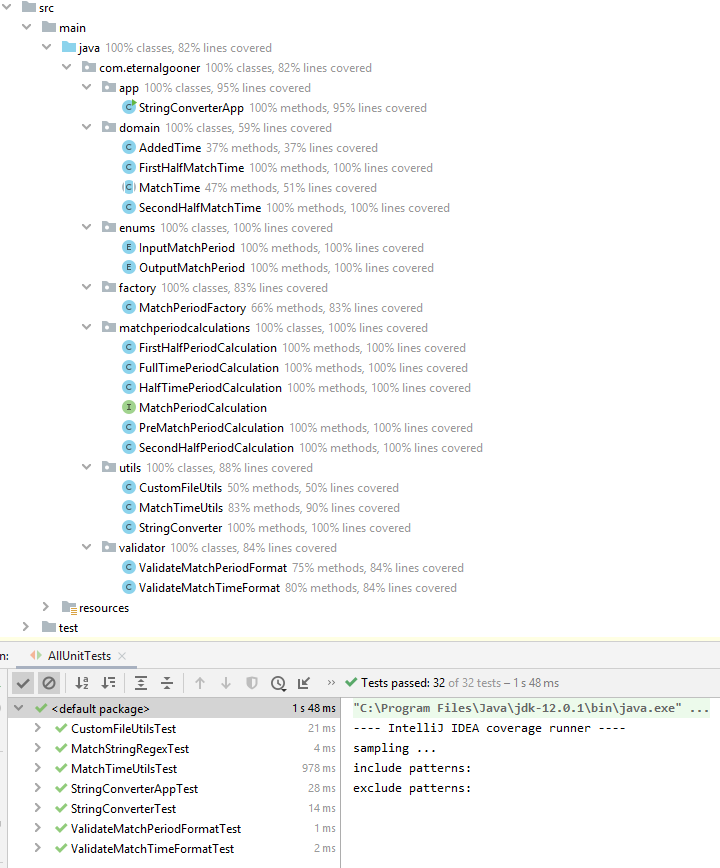 src
main
java 100% classes, 82% lines covered
com.eternalgooner 100% classes, 82% lines covered
app 100% classes, 95% lines covered
StringConverterApp 100% methods, 95% lines covered
domain 100% classes, 59% lines covered
AddedTime 37% methods, 37% lines covered
FirstHalfMatchTime 100% methods, 100% lines covered
MatchTime 47% methods, 51% lines covered
SecondHalfMatchTime 100% methods, 100% lines covered
enums 100% classes, 100% lines covered
InputMatchPeriod 100% methods, 100% lines covered
OutputMatchPeriod 100% methods, 100% lines covered
factory 100% classes, 83% lines covered
MatchPeriodFactory 66% methods, 83% lines covered
matchperiodcalculations 100% classes, 100% lines covered
FirstHalfPeriodCalculation 100% methods, 100% lines covered
FullTimePeriodCalculation 100% methods, 100% lines covered
HalfTimePeriodCalculation 100% methods, 100% lines covered
MatchPeriodCalculation
PreMatchPeriodCalculation 100% methods, 100% lines covered
SecondHalfPeriodCalculation 100% methods, 100% lines covered
utils 100% classes, 88% lines covered
CustomFileUtils 50% methods, 50% lines covered
MatchTimeUtils 83% methods, 90% lines covered
StringConverter 100% methods, 100% lines covered
validator 100% classes, 84% lines covered
ValidateMatchPeriodFormat 75% methods, 84% lines covered
ValidateMatchTimeFormat 80% methods, 84% lines covered
resources
test
n: AllUnitTests
Tests passed: 32 of 32 tests – 1 s 48 ms
<default package> 1 s 48 ms
CustomFileUtilsTest 21 ms
MatchStringRegexTest 4 ms
MatchTimeUtilsTest 978 ms
StringConverterAppTest 28 ms
StringConverterTest 14 ms
ValidateMatchPeriodFormatTest 1 ms
ValidateMatchTimeFormatTest 2 ms
"C:\Program Files\Java\jdk-12.0.1\bin\java.exe" ...
---- IntelliJ IDEA coverage runner ----
sampling ...
include patterns:
exclude patterns: